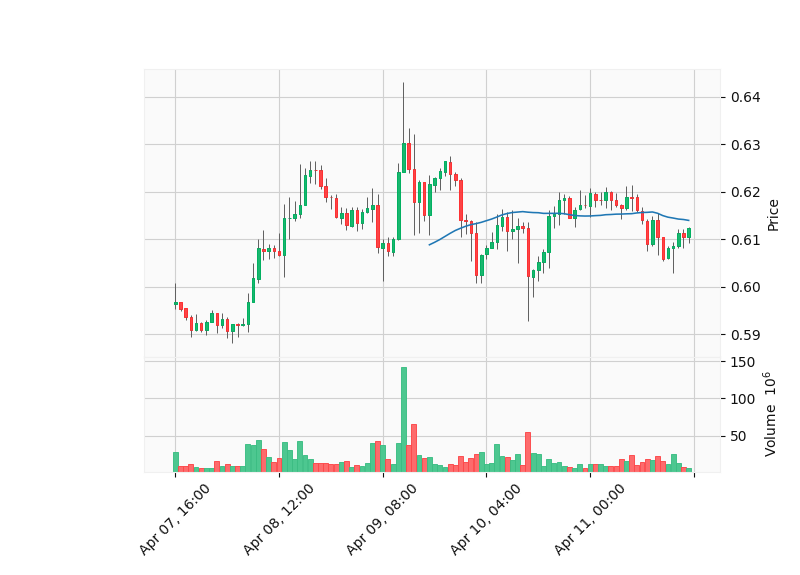 0.64
0.63
0.62
0.61
0.60
0.59
Price
150
100
50
Volume 10^6
Apr 07, 16:00
Apr 08, 12:00
Apr 09, 08:00
Apr 10, 04:00
Apr 11, 00:00